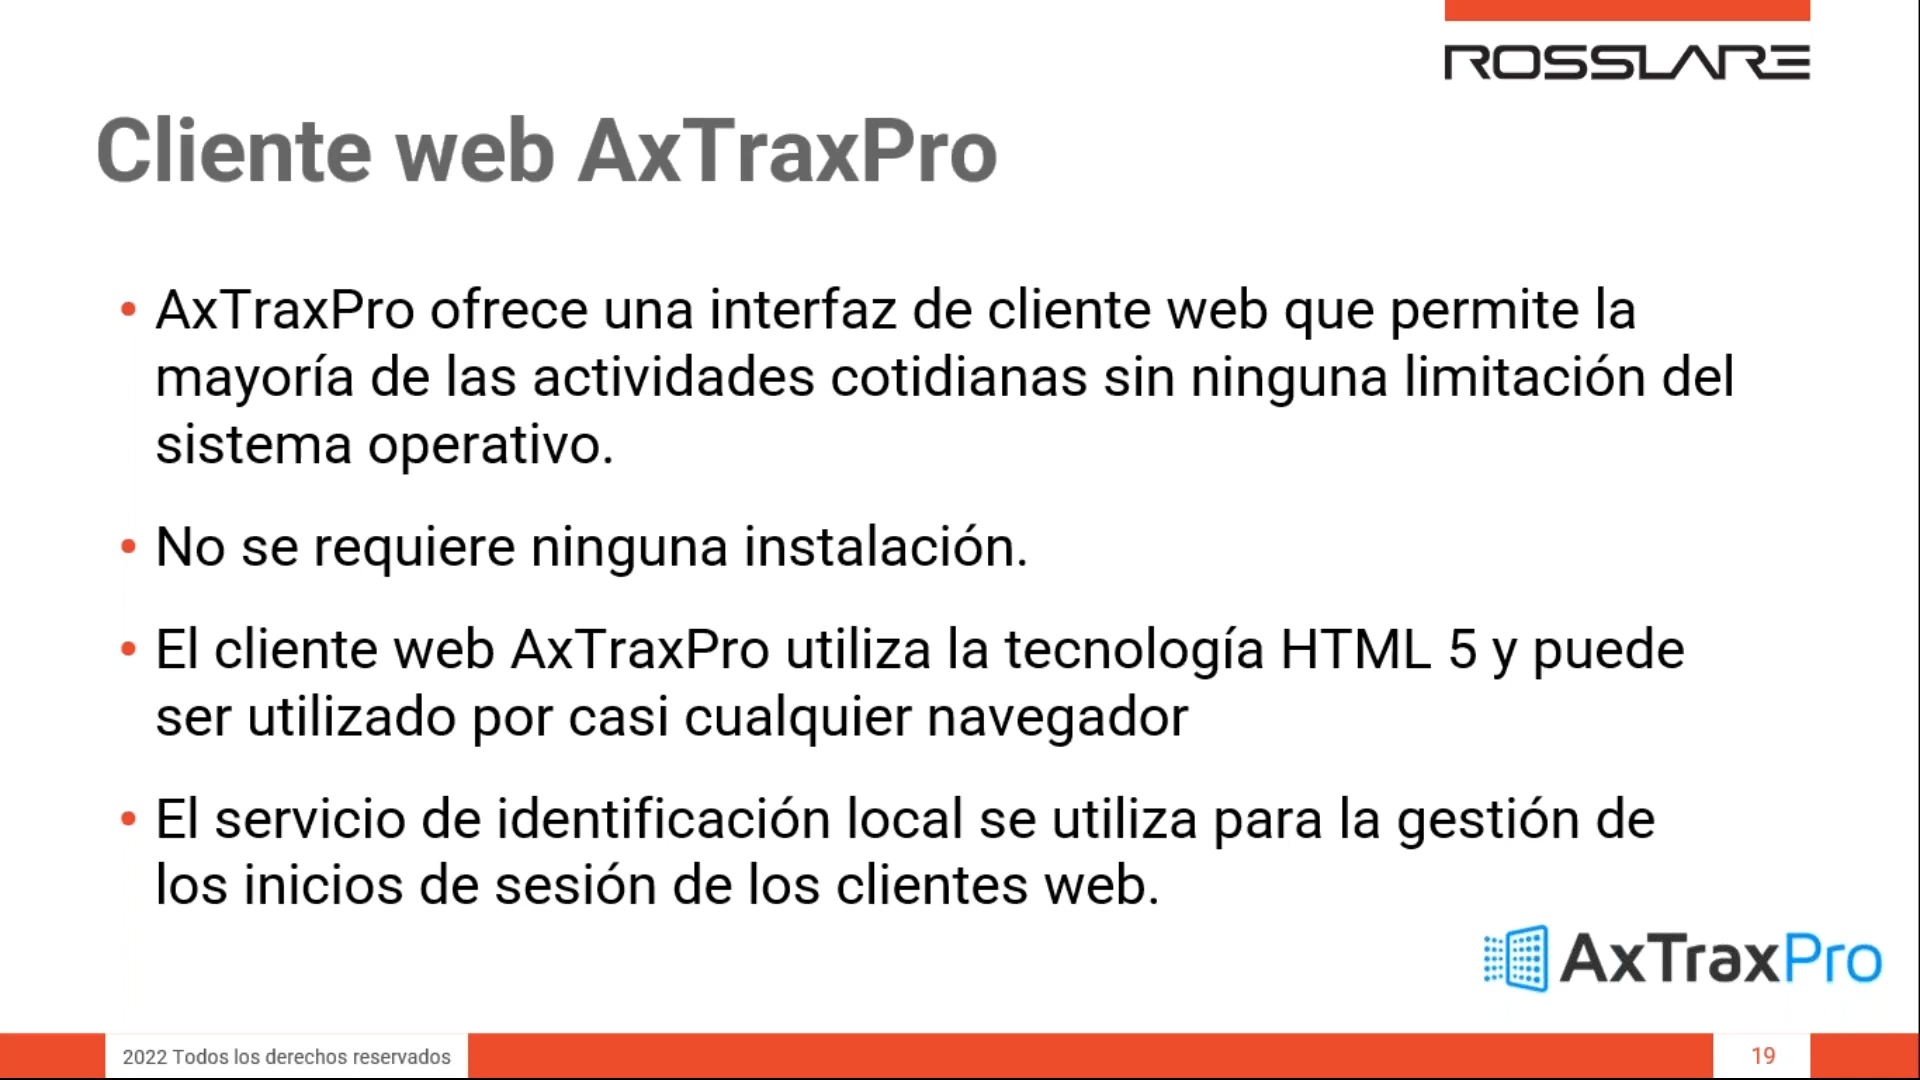 ROSSLARE
Cliente web AxTraxPro
• AxTraxPro ofrece una interfaz de cliente web que permite la
mayoría de las actividades cotidianas sin ninguna limitación del
sistema operativo.
• No se requiere ninguna instalación.
• El cliente web AxTraxPro utiliza la tecnología HTML 5 y puede
ser utilizado por casi cualquier navegador
• El servicio de identificación local se utiliza para la gestión de
los inicios de sesión de los clientes web.
AxTraxPro
2022 Todos los derechos reservados
19